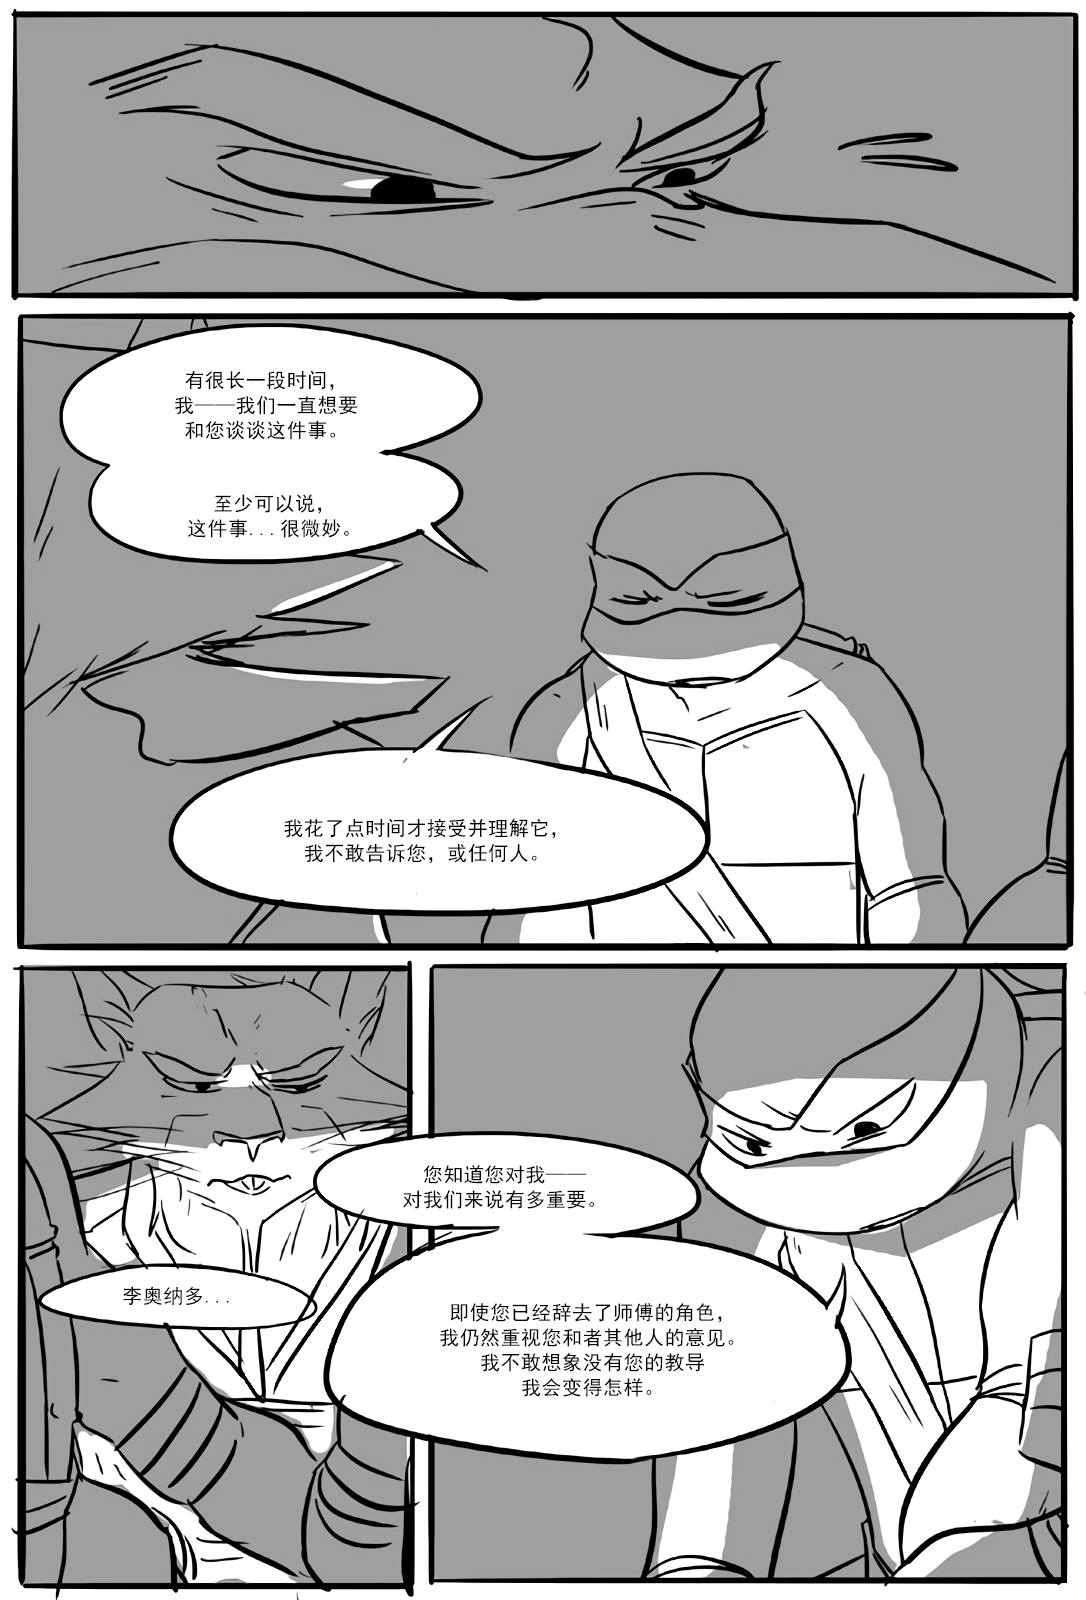 有很长一段时间，
我——我们一直想要
和您谈谈这件事。
至少可以说，
这件事...很微妙。
我花了点时间才接受并理解它，
我不敢告诉您，或任何人。
您知道您对我——
对我们来说有多重要。
李奥纳多...
即使您已经辞去了师傅的角色，
我仍然重视您和者其他人的意见。
我不敢想象没有您的教导
我会变得怎样。